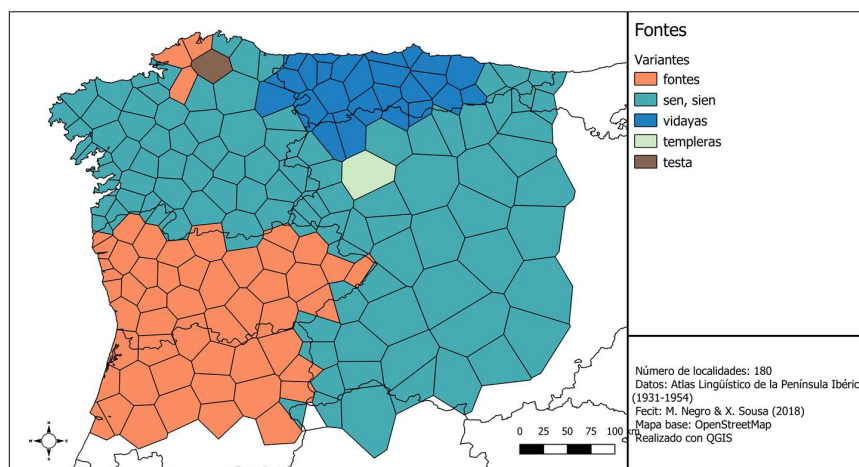 Fontes
Variantes
fontes
sen, sien
vidayas
templeras
testa
Número de localidades: 180
Datos: Atlas Lingüístico de la Península Ibéric
(1931-1954)
Fecit: M. Negro & X. Sousa (2018)
Mapa base: OpenStreetMap
Realizado con QGIS
0 25 50 75 100 km